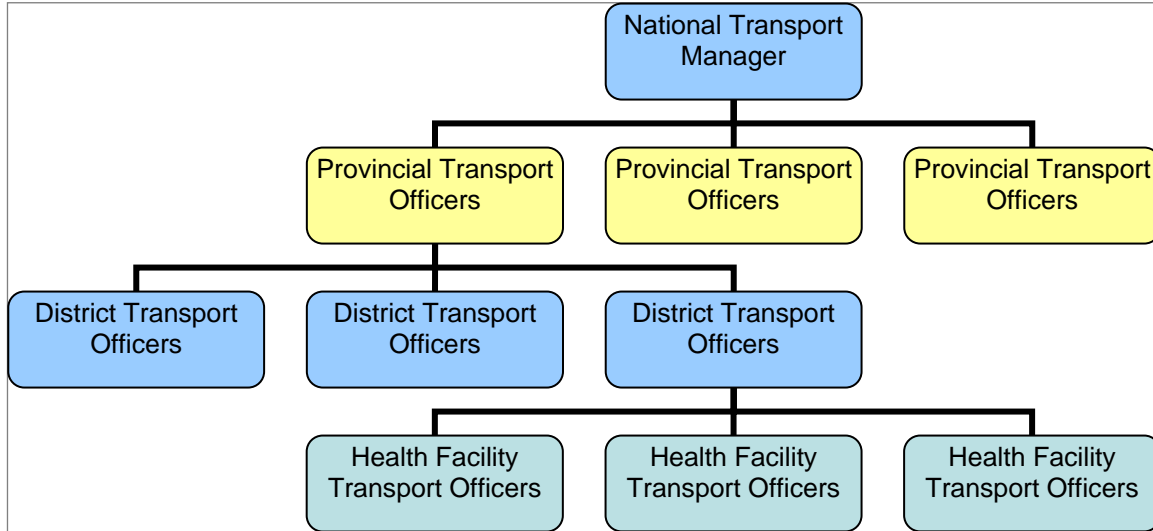 National Transport
Manager
Provincial Transport
Officers
Provincial Transport
Officers
Provincial Transport
Officers
District Transport
Officers
District Transport
Officers
District Transport
Officers
Health Facility
Transport Officers
Health Facility
Transport Officers
Health Facility
Transport Officers